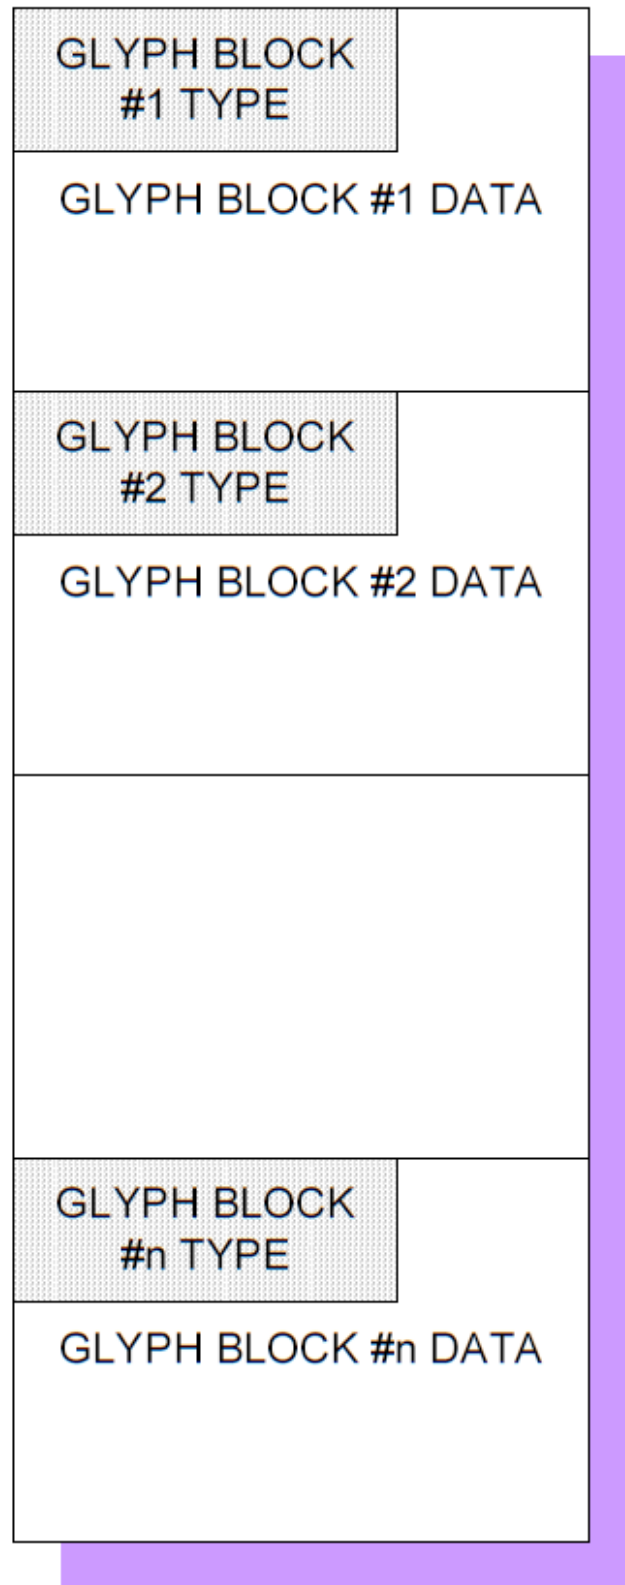 GLYPH BLOCK
#1 TYPE
GLYPH BLOCK #1 DATA
GLYPH BLOCK
#2 TYPE
GLYPH BLOCK #2 DATA
GLYPH BLOCK
#n TYPE
GLYPH BLOCK #n DATA